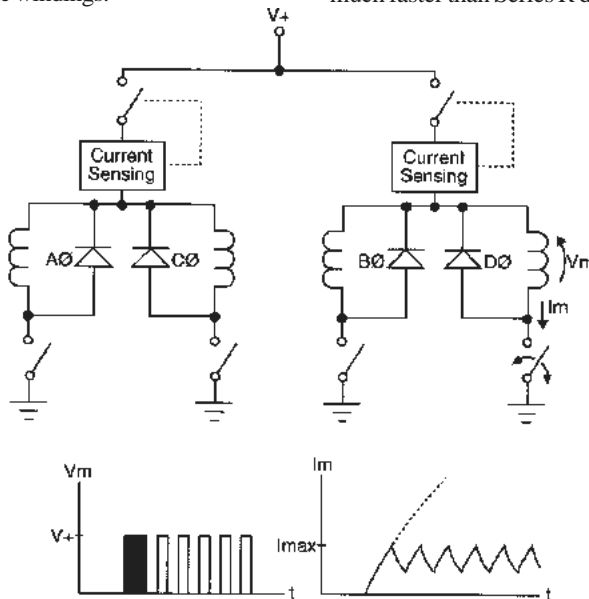 e windings.
much faster than Series R d
V+
Current
Sensing
Current
Sensing
AØ
CØ
BØ
DØ
Vm
Im
Vm
V+
t
Im
Imax
t